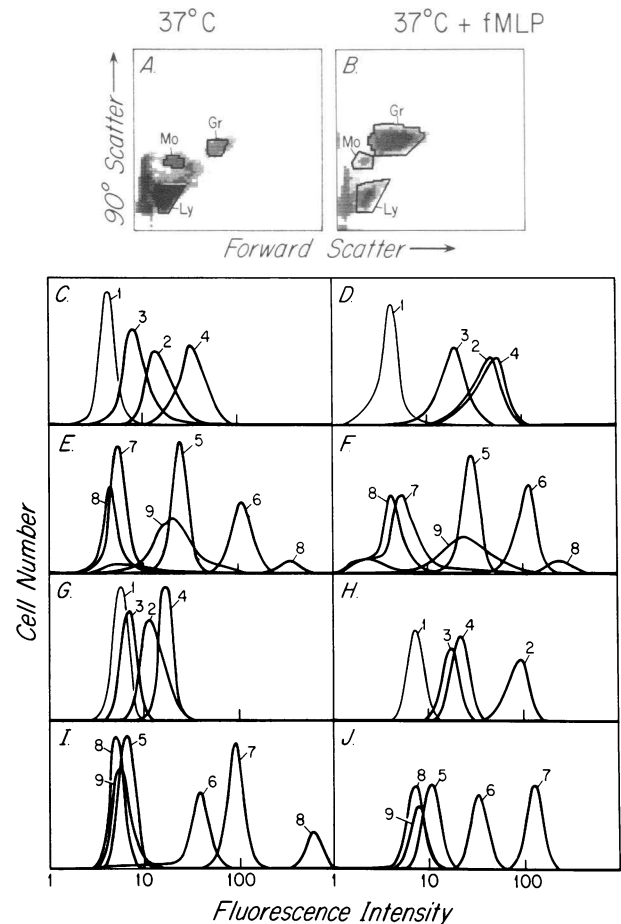 37°C 37°C + fMLP
A. B.
Gr Gr
Mo Mo
Ly Ly
90° Scatter
Forward Scatter
C. 1 3 2 4
D. 1 3 2 4
E. 7 8 5 9 6 8
F. 8 7 5 9 6 8
G. 1 3 2 4
H. 1 3 4 2
I. 8 5 9 6 7 8
J. 8 5 9 6 7
Cell Number
1 10 100 1 10 100
Fluorescence Intensity